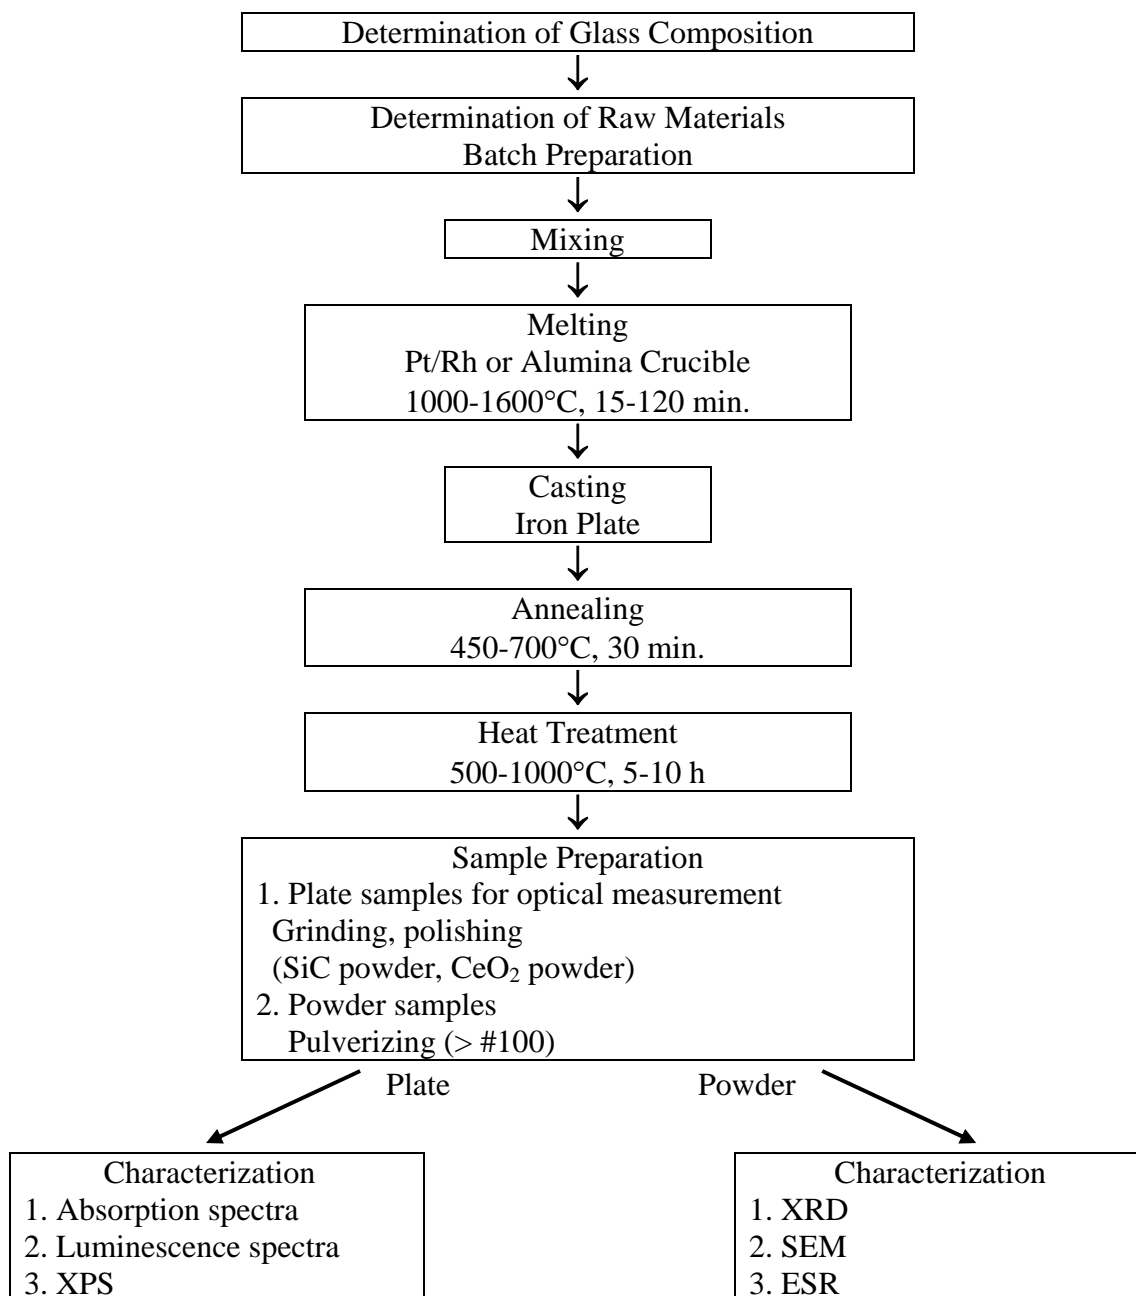 Determination of Glass Composition
Determination of Raw Materials
Batch Preparation
Mixing
Melting
Pt/Rh or Alumina Crucible
1000-1600°C, 15-120 min.
Casting
Iron Plate
Annealing
450-700°C, 30 min.
Heat Treatment
500-1000°C, 5-10 h
Sample Preparation
1. Plate samples for optical measurement
Grinding, polishing
(SiC powder, CeO₂ powder)
2. Powder samples
Pulverizing (> #100)
Plate
Powder
Characterization
1. Absorption spectra
2. Luminescence spectra
3. XPS
Characterization
1. XRD
2. SEM
3. ESR